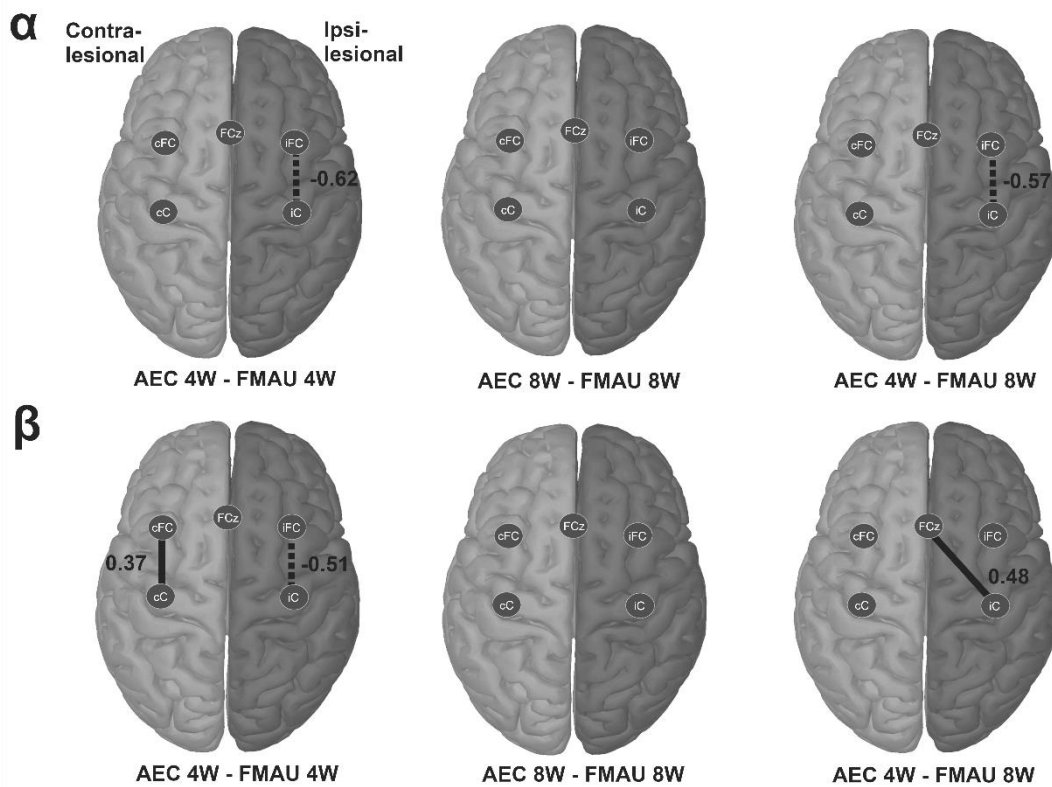 α
Contra-
lesional
Ipsi-
lesional
cFC
FCz
iFC
-0.62
cC
iC
AEC 4W - FMAU 4W
cFC
FCz
iFC
cC
iC
AEC 8W - FMAU 8W
cFC
FCz
iFC
-0.57
cC
iC
AEC 4W - FMAU 8W
β
cFC
FCz
iFC
0.37
-0.51
cC
iC
AEC 4W - FMAU 4W
cFC
FCz
iFC
cC
iC
AEC 8W - FMAU 8W
cFC
FCz
iFC
0.48
cC
iC
AEC 4W - FMAU 8W